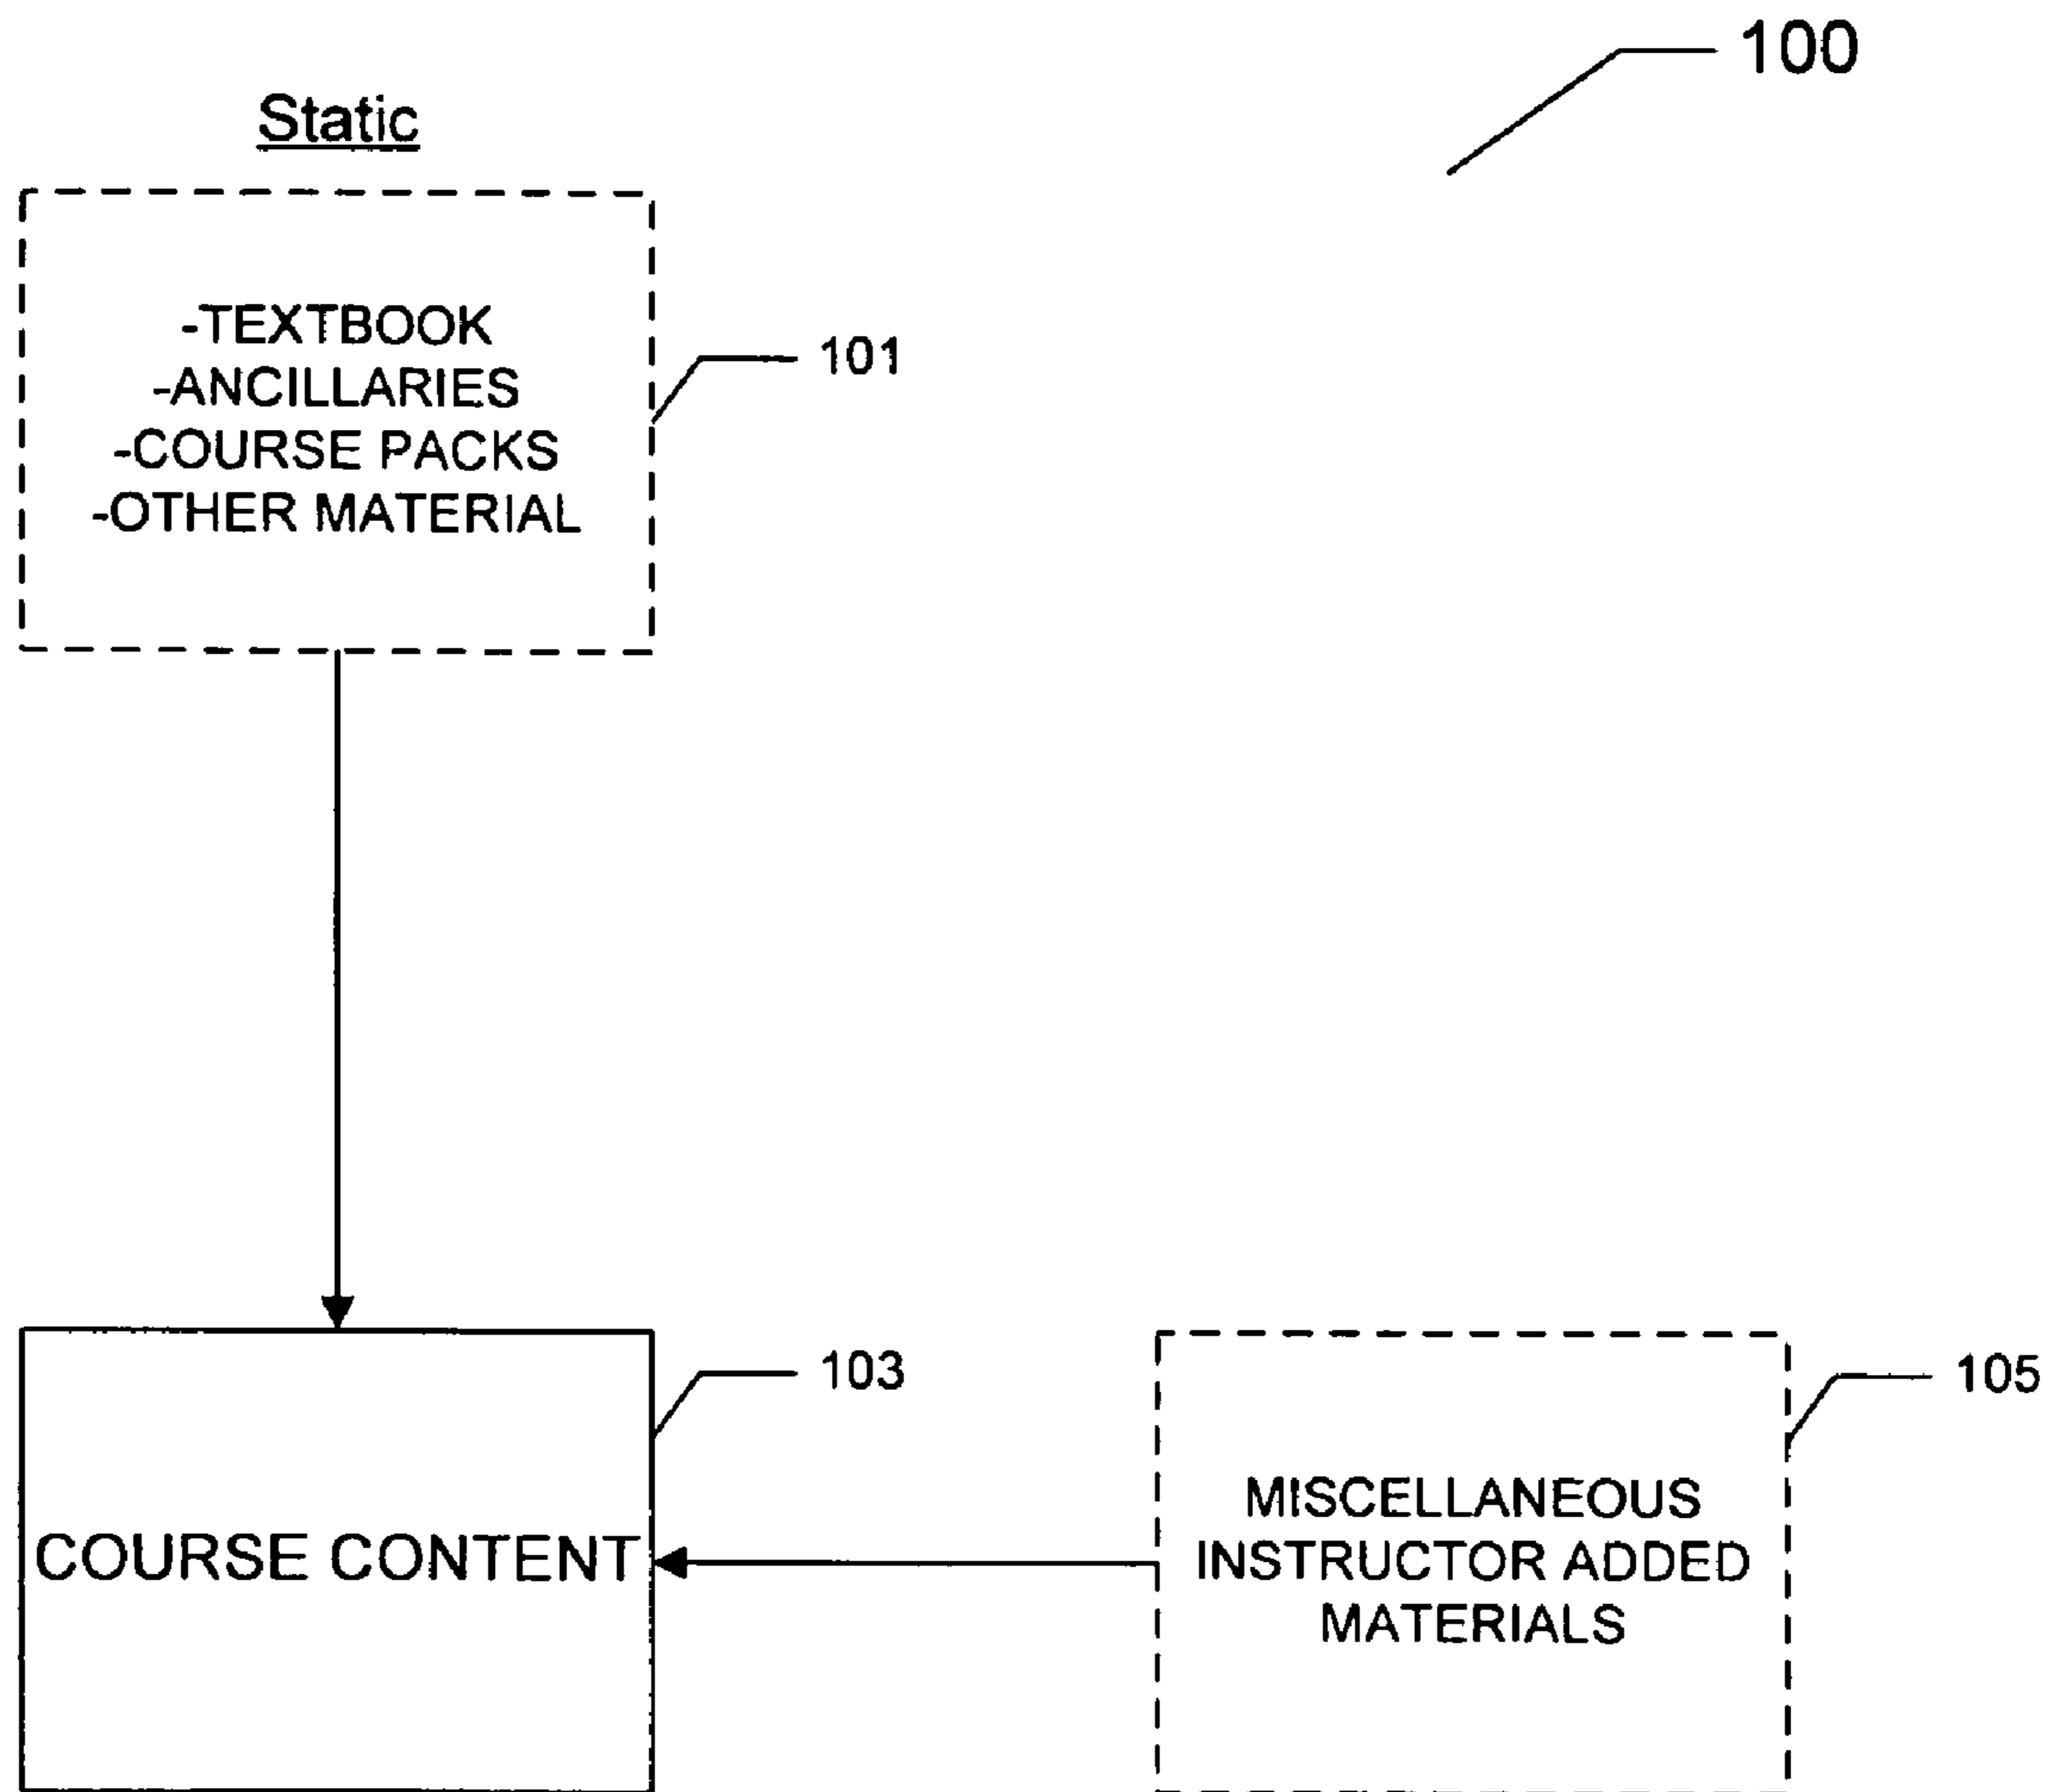 100
Static
-TEXTBOOK
-ANCILLARIES
-COURSE PACKS
-OTHER MATERIAL
101
103
105
COURSE CONTENT
MISCELLANEOUS
INSTRUCTOR ADDED
MATERIALS